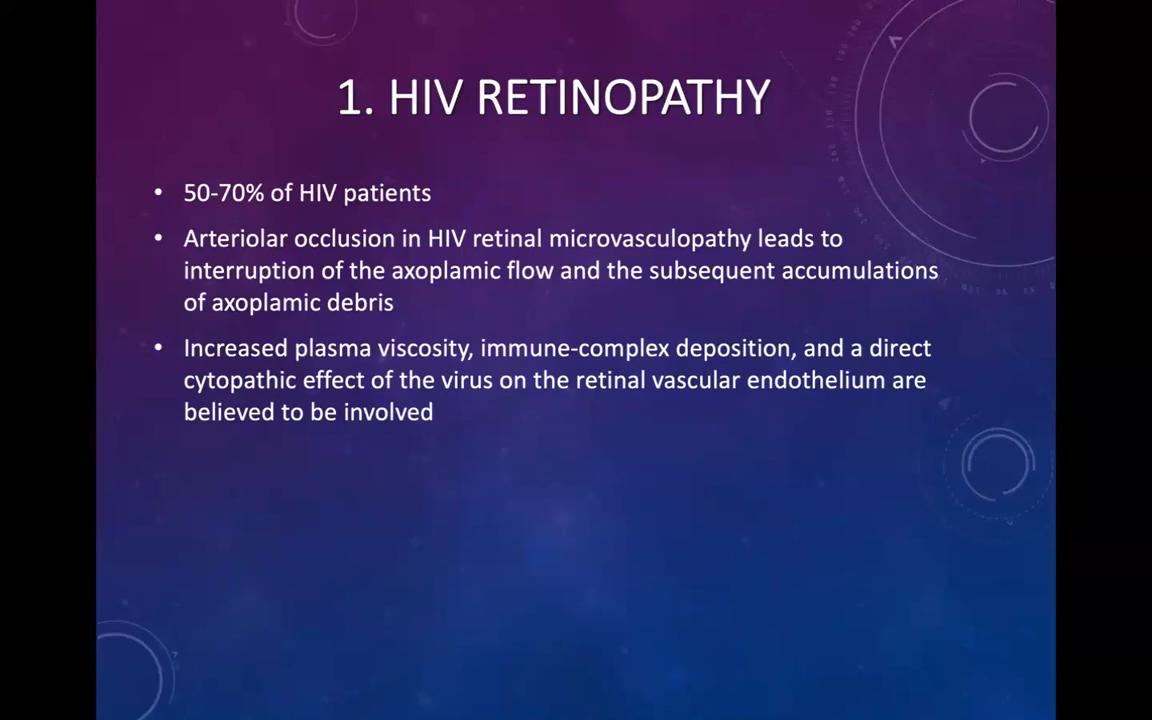 1. HIV RETINOPATHY
• 50-70% of HIV patients
• Arteriolar occlusion in HIV retinal microvasculopathy leads to
interruption of the axoplamic flow and the subsequent accumulations
of axoplamic debris
• Increased plasma viscosity, immune-complex deposition, and a direct
cytopathic effect of the virus on the retinal vascular endothelium are
believed to be involved